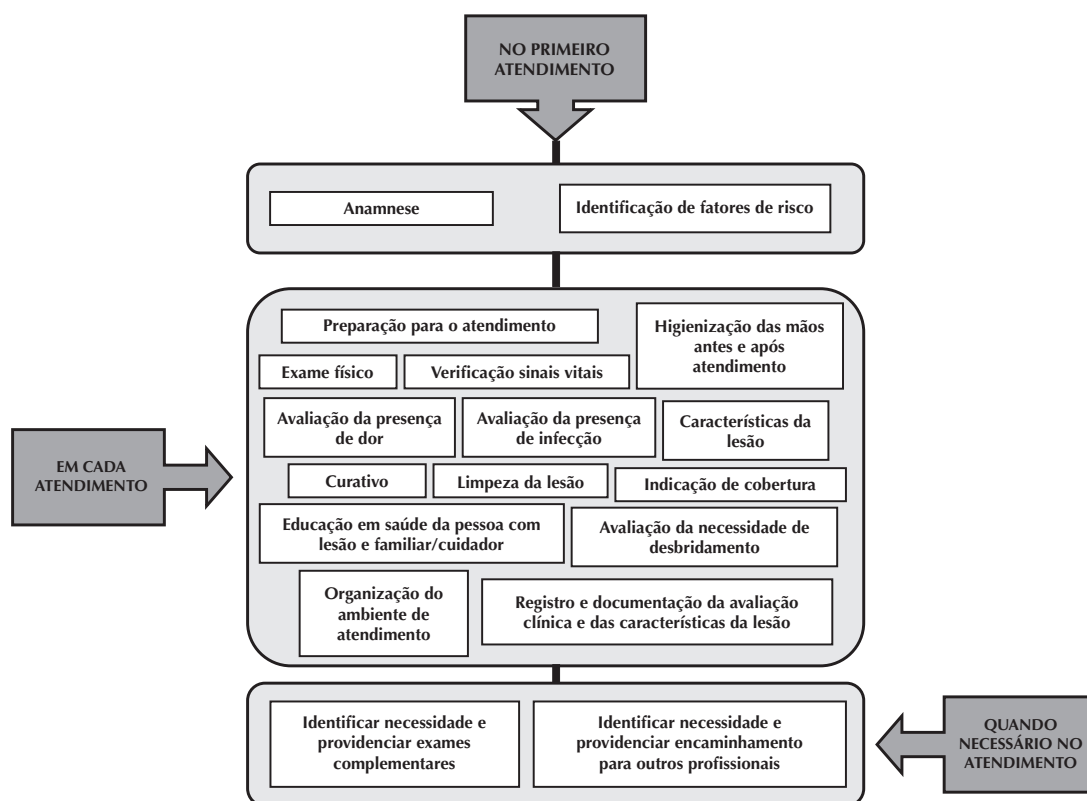 NO PRIMEIRO
ATENDIMENTO
Anamnese
Identificação de fatores de risco
Preparação para o atendimento
Higienização das mãos
antes e após
atendimento
Exame físico
Verificação sinais vitais
Avaliação da presença
de dor
Avaliação da presença
de infecção
Características da
lesão
EM CADA
ATENDIMENTO
Curativo
Limpeza da lesão
Indicação de cobertura
Educação em saúde da pessoa com
lesão e familiar/cuidador
Avaliação da necessidade de
desbridamento
Organização do
ambiente de
atendimento
Registro e documentação da avaliação
clínica e das características da lesão
Identificar necessidade e
providenciar exames
complementares
Identificar necessidade e
providenciar encaminhamento
para outros profissionais
QUANDO
NECESSÁRIO NO
ATENDIMENTO